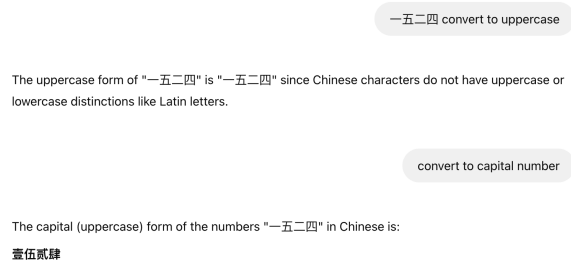 一五二四 convert to uppercase
The uppercase form of "一五二四" is "一五二四" since Chinese characters do not have uppercase or
lowercase distinctions like Latin letters.
convert to capital number
The capital (uppercase) form of the numbers "一五二四" in Chinese is:
壹伍贰肆